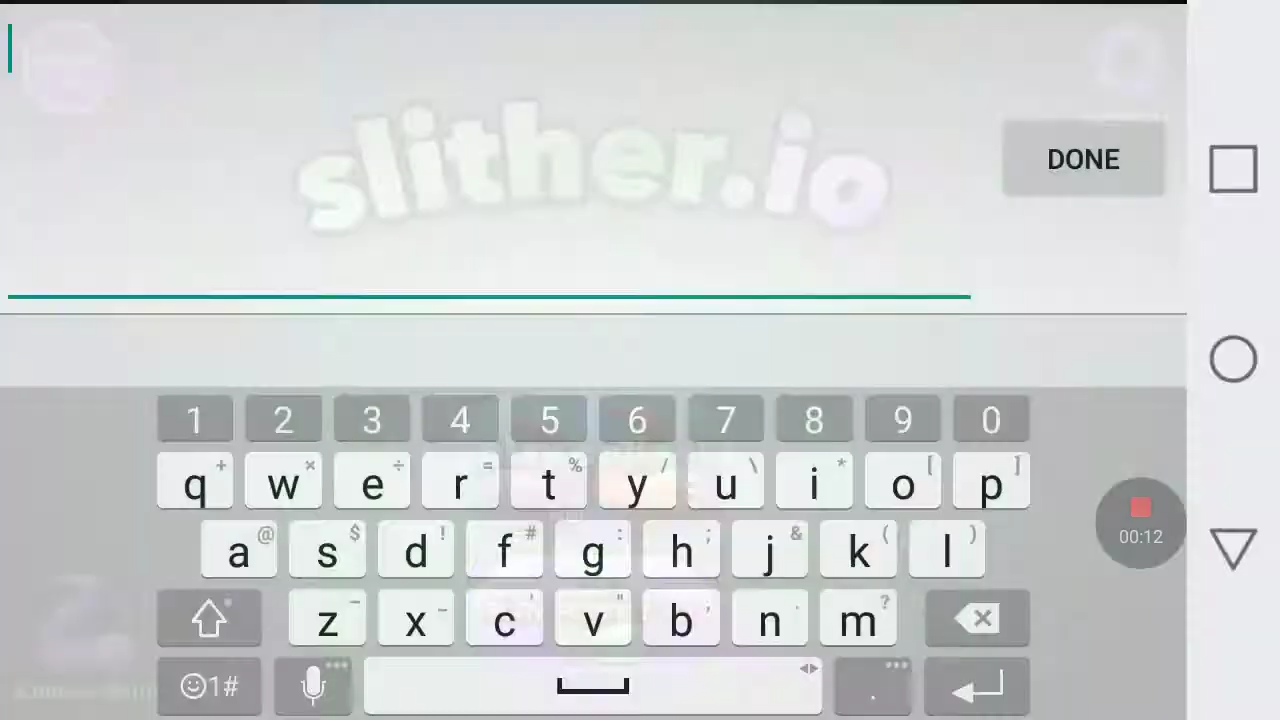 slither.io
DONE
1 2 3 4 5 6 7 8 9 0
q + w × e ÷ r = t % y / u \ i * o [ p ]
a @ s $ d ! f # g : h ; j & k ( l )
z – x _ c ' v " b , n . m ?
1# .
00:12